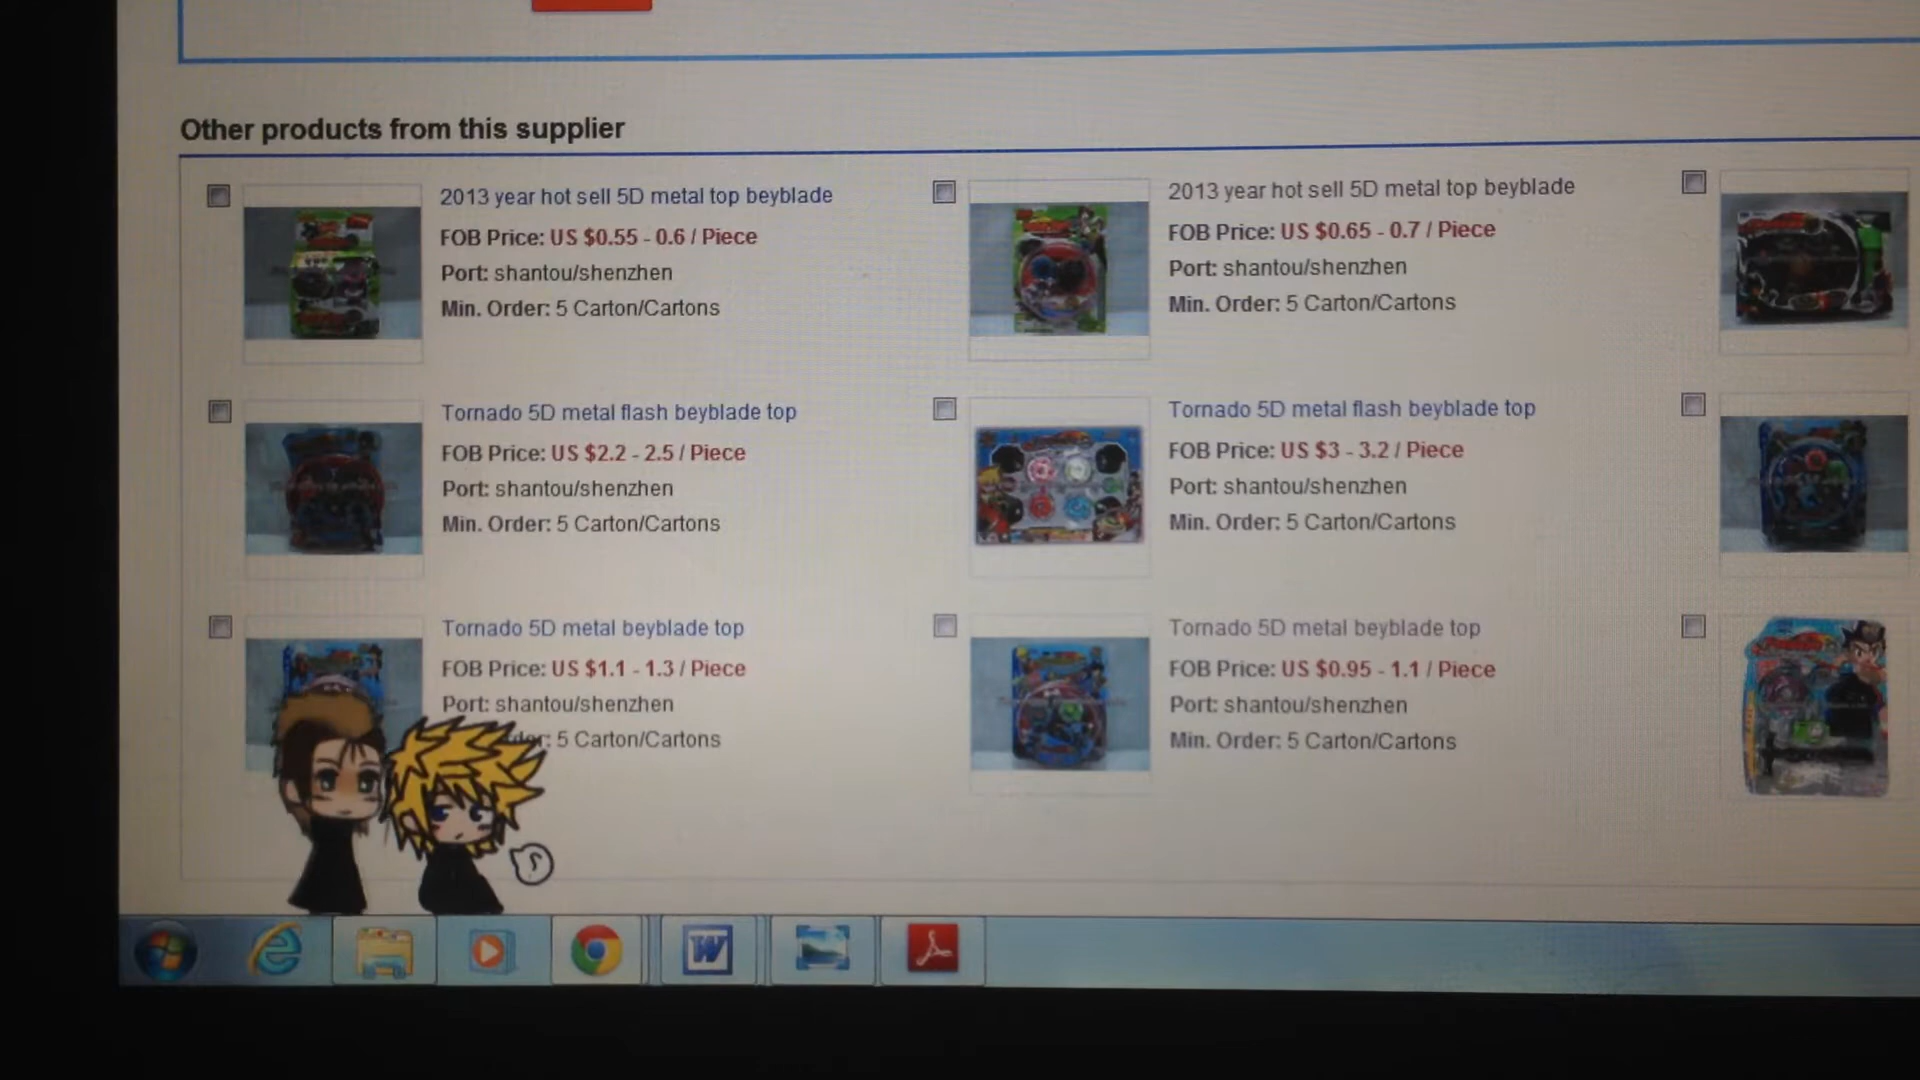 Other products from this supplier
2013 year hot sell 5D metal top beyblade
FOB Price: US $0.55 - 0.6 / Piece
Port: shantou/shenzhen
Min. Order: 5 Carton/Cartons
2013 year hot sell 5D metal top beyblade
FOB Price: US $0.65 - 0.7 / Piece
Port: shantou/shenzhen
Min. Order: 5 Carton/Cartons
Tornado 5D metal flash beyblade top
FOB Price: US $2.2 - 2.5 / Piece
Port: shantou/shenzhen
Min. Order: 5 Carton/Cartons
Tornado 5D metal flash beyblade top
FOB Price: US $3 - 3.2 / Piece
Port: shantou/shenzhen
Min. Order: 5 Carton/Cartons
Tornado 5D metal beyblade top
FOB Price: US $1.1 - 1.3 / Piece
Port: shantou/shenzhen
5 Carton/Cartons
Tornado 5D metal beyblade top
FOB Price: US $0.95 - 1.1 / Piece
Port: shantou/shenzhen
Min. Order: 5 Carton/Cartons